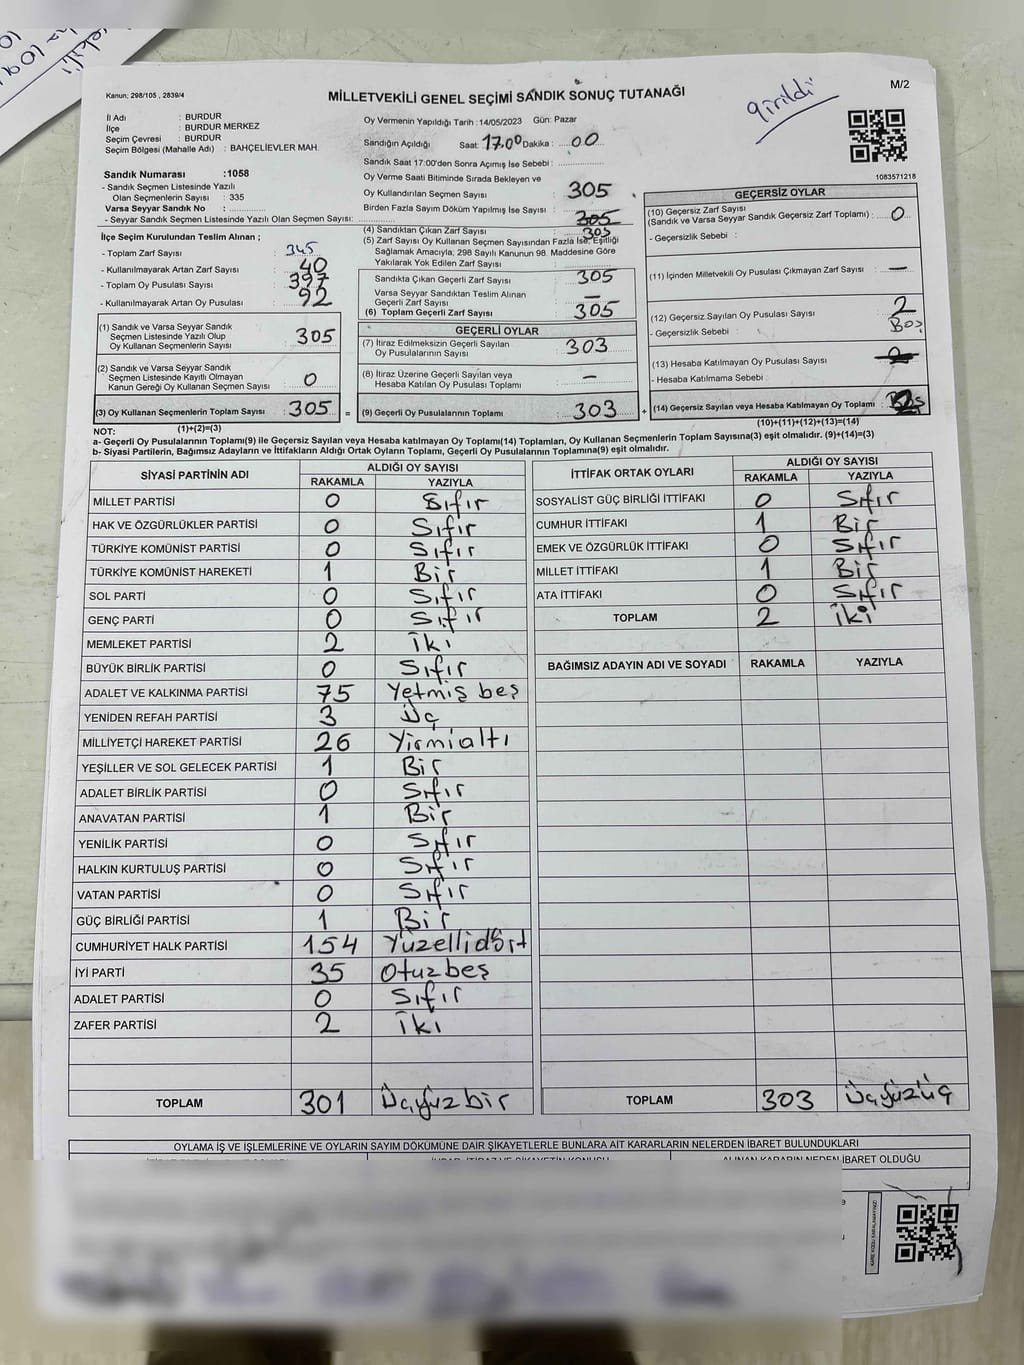 Kanun: 298/105 , 2839/4
MİLLETVEKİLİ GENEL SEÇİMİ SANDIK SONUÇ TUTANAĞI
girildi
M/2
İl Adı : BURDUR
İlçe : BURDUR MERKEZ
Seçim Çevresi : BURDUR
Seçim Bölgesi (Mahalle Adı) : BAHÇELİEVLER MAH.
Oy Vermenin Yapıldığı Tarih : 14/05/2023 Gün: Pazar
Sandığın Açıldığı Saat: 17.00 Dakika : 00
Sandık Saat 17:00'den Sonra Açımış İse Sebebi :
1083571218
Sandık Numarası :1058
- Sandık Seçmen Listesinde Yazılı
Olan Seçmenlerin Sayısı : 335
Varsa Seyyar Sandık No :
- Seyyar Sandık Seçmen Listesinde Yazılı Olan Seçmen Sayısı:
Oy Verme Saati Bitiminde Sırada Bekleyen ve
Oy Kullandırılan Seçmen Sayısı 305
Birden Fazla Sayım Döküm Yapılmış İse Sayısı 305
(4) Sandıktan Çıkan Zarf Sayısı 305
(5) Zarf Sayısı Oy Kullanan Seçmen Sayısından Fazla İse, Eşitliği
Sağlamak Amacıyla, 298 Sayılı Kanunun 98. Maddesine Göre
Yakılarak Yok Edilen Zarf Sayısı
İlçe Seçim Kurulundan Teslim Alınan ;
- Toplam Zarf Sayısı : 345
- Kullanılmayarak Artan Zarf Sayısı : 40
- Toplam Oy Pusulası Sayısı : 397
- Kullanılmayarak Artan Oy Pusulası : 92
Sandıkta Çıkan Geçerli Zarf Sayısı 305
Varsa Seyyar Sandıktan Teslim Alınan
Geçerli Zarf Sayısı —
(6) Toplam Geçerli Zarf Sayısı 305
GEÇERSİZ OYLAR
(10) Geçersiz Zarf Sayısı
(Sandık ve Varsa Seyyar Sandık Geçersiz Zarf Toplamı) : 0
- Geçersizlik Sebebi :
(11) İçinden Milletvekili Oy Pusulası Çıkmayan Zarf Sayısı —
(12) Geçersiz Sayılan Oy Pusulası Sayısı 2
- Geçersizlik Sebebi : Boş
(13) Hesaba Katılmayan Oy Pusulası Sayısı
- Hesaba Katılmama Sebebi :
(14) Geçersiz Sayılan veya Hesaba Katılmayan Oy Toplamı
(10)+(11)+(12)+(13)=(14)
(1) Sandık ve Varsa Seyyar Sandık
Seçmen Listesinde Yazılı Olup
Oy Kullanan Seçmenlerin Sayısı 305
(2) Sandık ve Varsa Seyyar Sandık
Seçmen Listesinde Kayıtlı Olmayan
Kanun Gereği Oy Kullanan Seçmen Sayısı 0
(3) Oy Kullanan Seçmenlerin Toplam Sayısı : 305 =
(1)+(2)=(3)
GEÇERLİ OYLAR
(7) İtiraz Edilmeksizin Geçerli Sayılan
Oy Pusulalarının Sayısı 303
(8) İtiraz Üzerine Geçerli Sayılan veya
Hesaba Katılan Oy Pusulası Toplamı —
(9) Geçerli Oy Pusulalarının Toplamı 303 +
NOT:
a- Geçerli Oy Pusulalarının Toplamı(9) ile Geçersiz Sayılan veya Hesaba katılmayan Oy Toplamı(14) Toplamları, Oy Kullanan Seçmenlerin Toplam Sayısına(3) eşit olmalıdır. (9)+(14)=(3)
b- Siyasi Partilerin, Bağımsız Adayların ve İttifakların Aldığı Ortak Oyların Toplamı, Geçerli Oy Pusulalarının Toplamına(9) eşit olmalıdır.
SİYASİ PARTİNİN ADI ALDIĞI OY SAYISI
RAKAMLA YAZIYLA
MİLLET PARTİSİ 0 Sıfır
HAK VE ÖZGÜRLÜKLER PARTİSİ 0 Sıfır
TÜRKİYE KOMÜNİST PARTİSİ 0 Sıfır
TÜRKİYE KOMÜNİST HAREKETİ 1 Bir
SOL PARTİ 0 Sıfır
GENÇ PARTİ 0 Sıfır
MEMLEKET PARTİSİ 2 İki
BÜYÜK BİRLİK PARTİSİ 0 Sıfır
ADALET VE KALKINMA PARTİSİ 75 Yetmiş beş
YENİDEN REFAH PARTİSİ 3 Üç
MİLLİYETÇİ HAREKET PARTİSİ 26 Yirmialtı
YEŞİLLER VE SOL GELECEK PARTİSİ 1 Bir
ADALET BİRLİK PARTİSİ 0 Sıfır
ANAVATAN PARTİSİ 1 Bir
YENİLİK PARTİSİ 0 Sıfır
HALKIN KURTULUŞ PARTİSİ 0 Sıfır
VATAN PARTİSİ 0 Sıfır
GÜÇ BİRLİĞİ PARTİSİ 1 Bir
CUMHURİYET HALK PARTİSİ 154 Yüzellidört
İYİ PARTİ 35 Otuzbeş
ADALET PARTİSİ 0 Sıfır
ZAFER PARTİSİ 2 İki
TOPLAM 301 Üçyüzbir
İTTİFAK ORTAK OYLARI ALDIĞI OY SAYISI
RAKAMLA YAZIYLA
SOSYALİST GÜÇ BİRLİĞİ İTTİFAKI 0 Sıfır
CUMHUR İTTİFAKI 1 Bir
EMEK VE ÖZGÜRLÜK İTTİFAKI 0 Sıfır
MİLLET İTTİFAKI 1 Bir
ATA İTTİFAKI 0 Sıfır
TOPLAM 2 İki
BAĞIMSIZ ADAYIN ADI VE SOYADI RAKAMLA YAZIYLA
TOPLAM 303 Üçyüzüç
OYLAMA İŞ VE İŞLEMLERİNE VE OYLARIN SAYIM DÖKÜMÜNE DAİR ŞİKAYETLERLE BUNLARA AİT KARARLARIN NELERDEN İBARET BULUNDUKLARI
ALINAN KARARIN NEDEN İBARET OLDUĞU